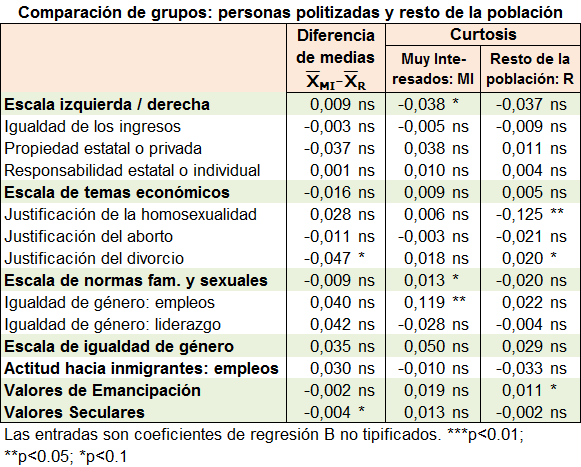 Comparación de grupos: personas politizadas y resto de la población
Diferencia de medias X̅MI-X̅R Curtosis
Muy Inte-resados: MI Resto de la población: R
Escala izquierda / derecha 0,009 ns -0,038 * -0,037 ns
Igualdad de los ingresos -0,003 ns -0,005 ns -0,009 ns
Propiedad estatal o privada -0,037 ns 0,038 ns 0,011 ns
Responsabilidad estatal o individual 0,001 ns 0,010 ns 0,004 ns
Escala de temas económicos -0,016 ns 0,009 ns 0,005 ns
Justificación de la homosexualidad 0,028 ns 0,006 ns -0,125 **
Justificación del aborto -0,011 ns -0,003 ns -0,021 ns
Justificación del divorcio -0,047 * 0,018 ns 0,020 *
Escala de normas fam. y sexuales -0,009 ns 0,013 * -0,020 ns
Igualdad de género: empleos 0,040 ns 0,119 ** 0,022 ns
Igualdad de género: liderazgo 0,042 ns -0,028 ns -0,004 ns
Escala de igualdad de género 0,035 ns 0,050 ns 0,029 ns
Actitud hacia inmigrantes: empleos 0,030 ns -0,010 ns -0,033 ns
Valores de Emancipación -0,002 ns 0,019 ns 0,011 *
Valores Seculares -0,004 * 0,013 ns -0,002 ns
Las entradas son coeficientes de regresión B no tipificados. ***p<0.01;
**p<0.05; *p<0.1